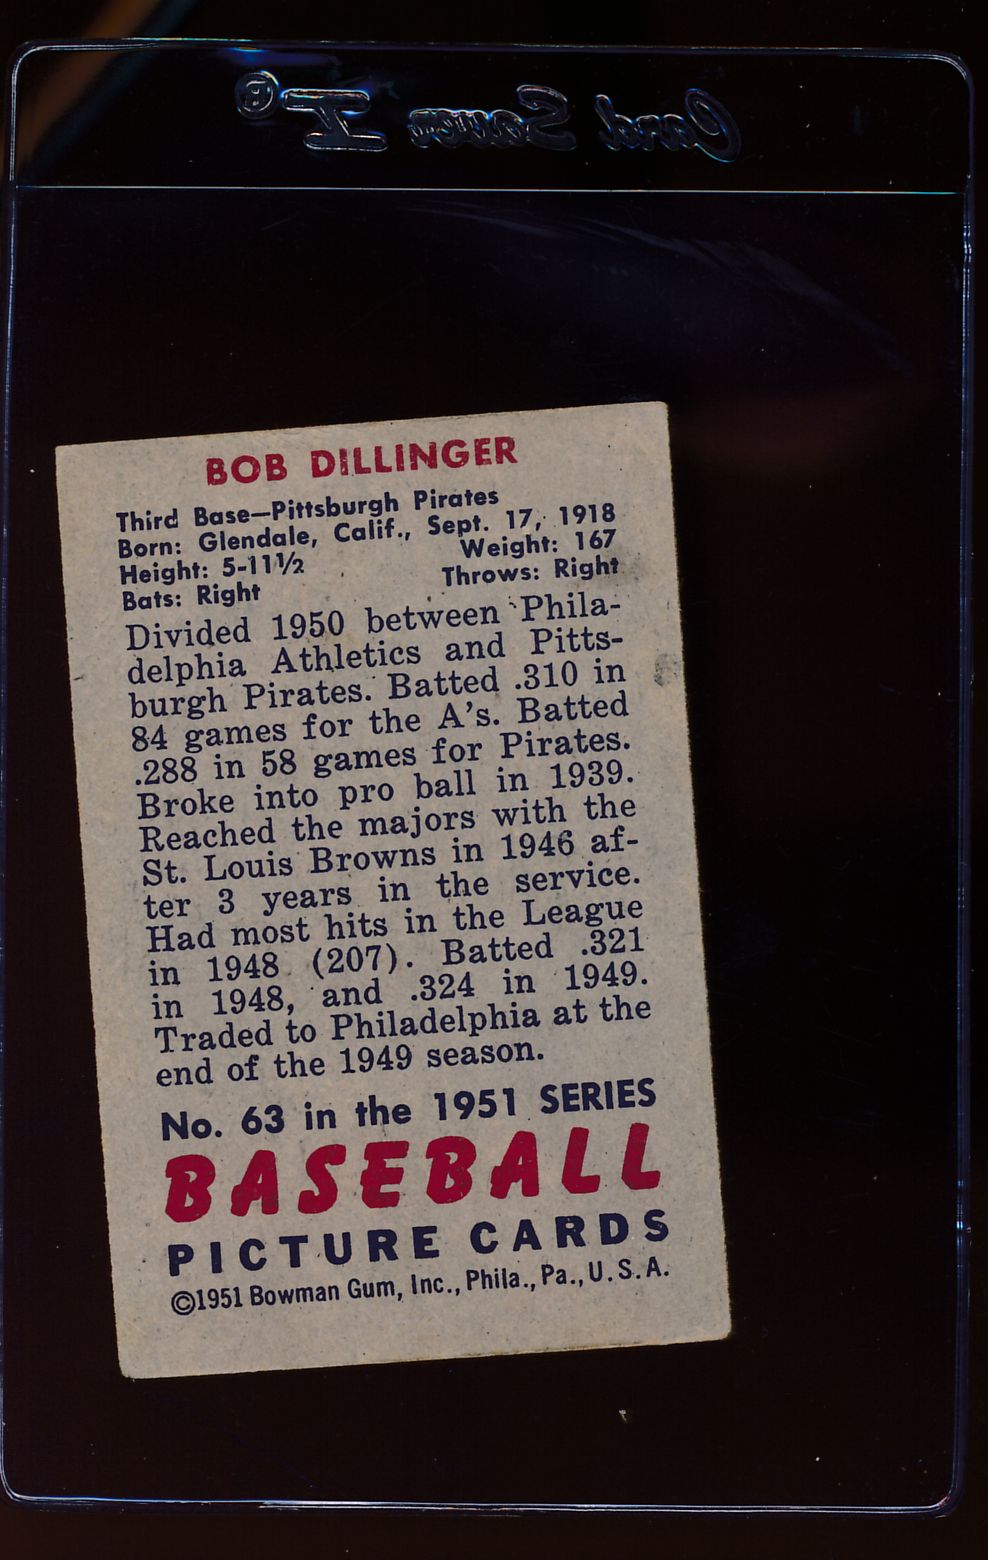 Card Saver I®
BOB DILLINGER
Third Base—Pittsburgh Pirates
Born: Glendale, Calif., Sept. 17, 1918
Height: 5-11½ Weight: 167
Bats: Right Throws: Right
Divided 1950 between Phila-
delphia Athletics and Pitts-
burgh Pirates. Batted .310 in
84 games for the A's. Batted
.288 in 58 games for Pirates.
Broke into pro ball in 1939.
Reached the majors with the
St. Louis Browns in 1946 af-
ter 3 years in the service.
Had most hits in the League
in 1948 (207). Batted .321
in 1948, and .324 in 1949.
Traded to Philadelphia at the
end of the 1949 season.
No. 63 in the 1951 SERIES
BASEBALL
PICTURE CARDS
©1951 Bowman Gum, Inc., Phila., Pa., U.S.A.